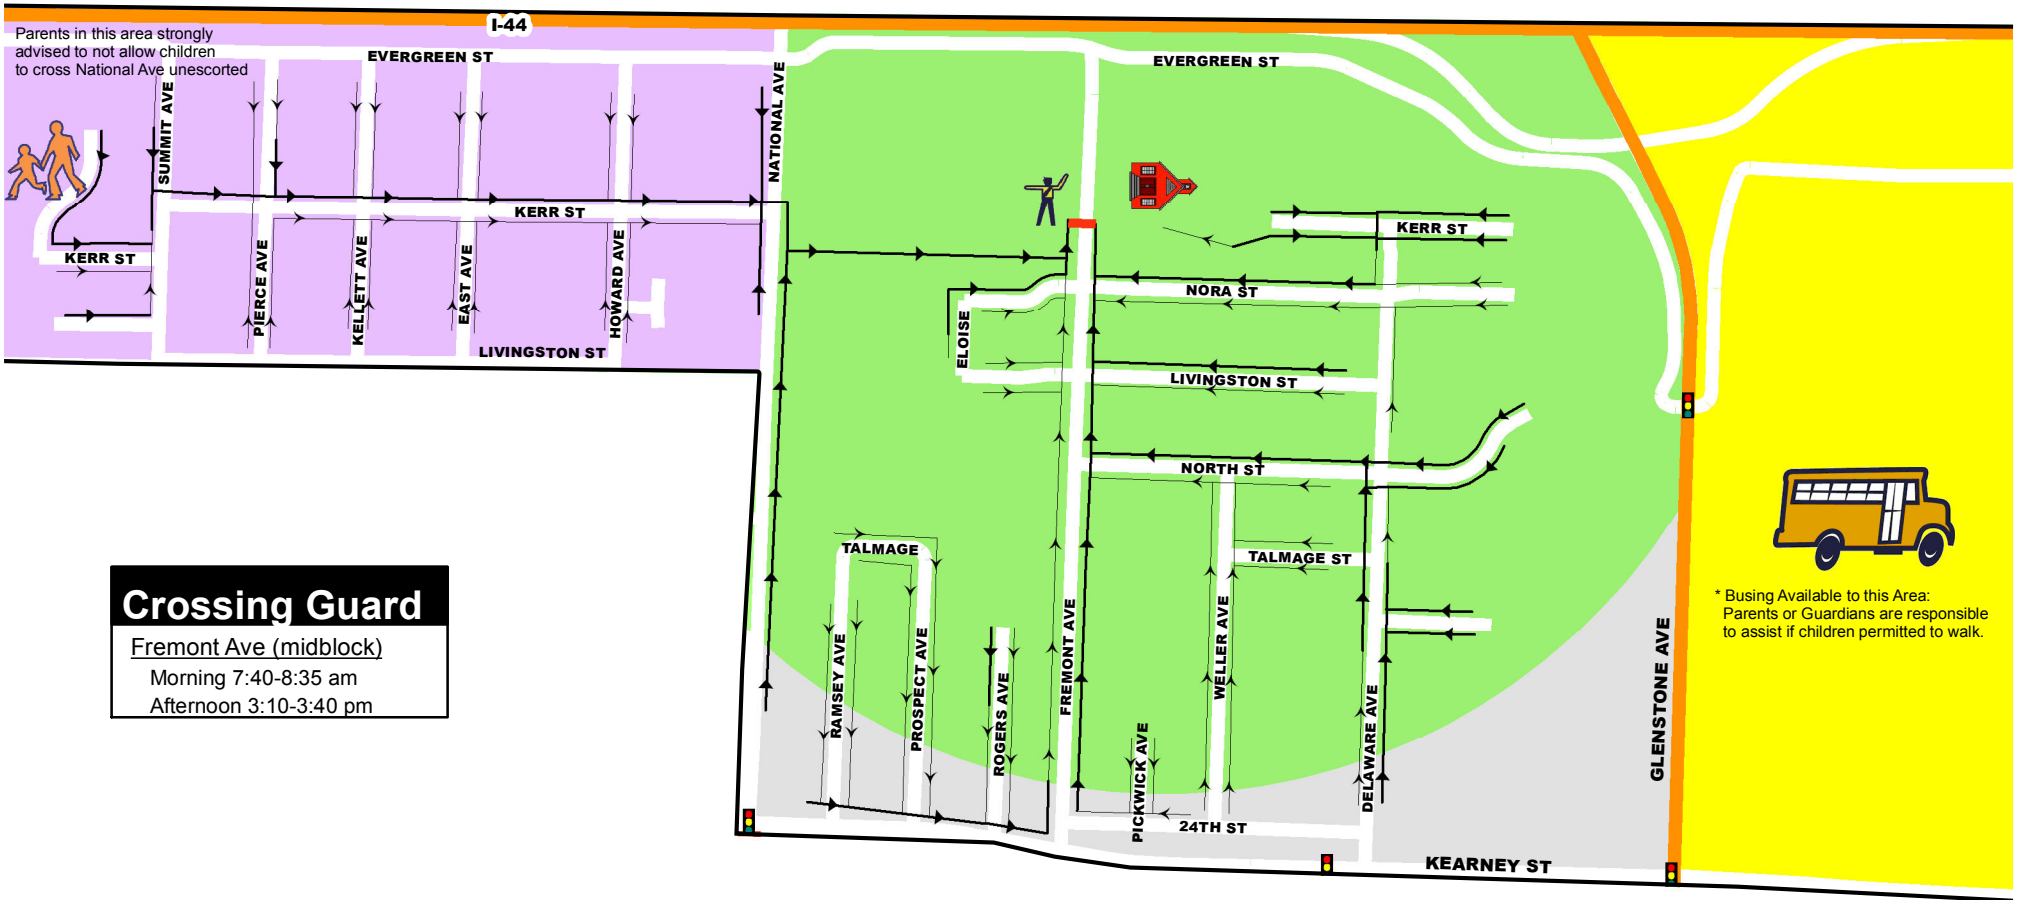 I-44
Parents in this area strongly
advised to not allow children
to cross National Ave unescorted
EVERGREEN ST
EVERGREEN ST
SUMMIT AVE
NATIONAL AVE
KERR ST
KERR ST
KERR ST
PIERCE AVE
KELLETT AVE
EAST AVE
HOWARD AVE
LIVINGSTON ST
NORA ST
ELOISE
LIVINGSTON ST
NORTH ST
TALMAGE
TALMAGE ST
RAMSEY AVE
PROSPECT AVE
ROGERS AVE
FREMONT AVE
PICKWICK AVE
WELLER AVE
DELAWARE AVE
GLENSTONE AVE
24TH ST
KEARNEY ST
* Busing Available to this Area:
Parents or Guardians are responsible
to assist if children permitted to walk.
Crossing Guard
Fremont Ave (midblock)
Morning 7:40-8:35 am
Afternoon 3:10-3:40 pm